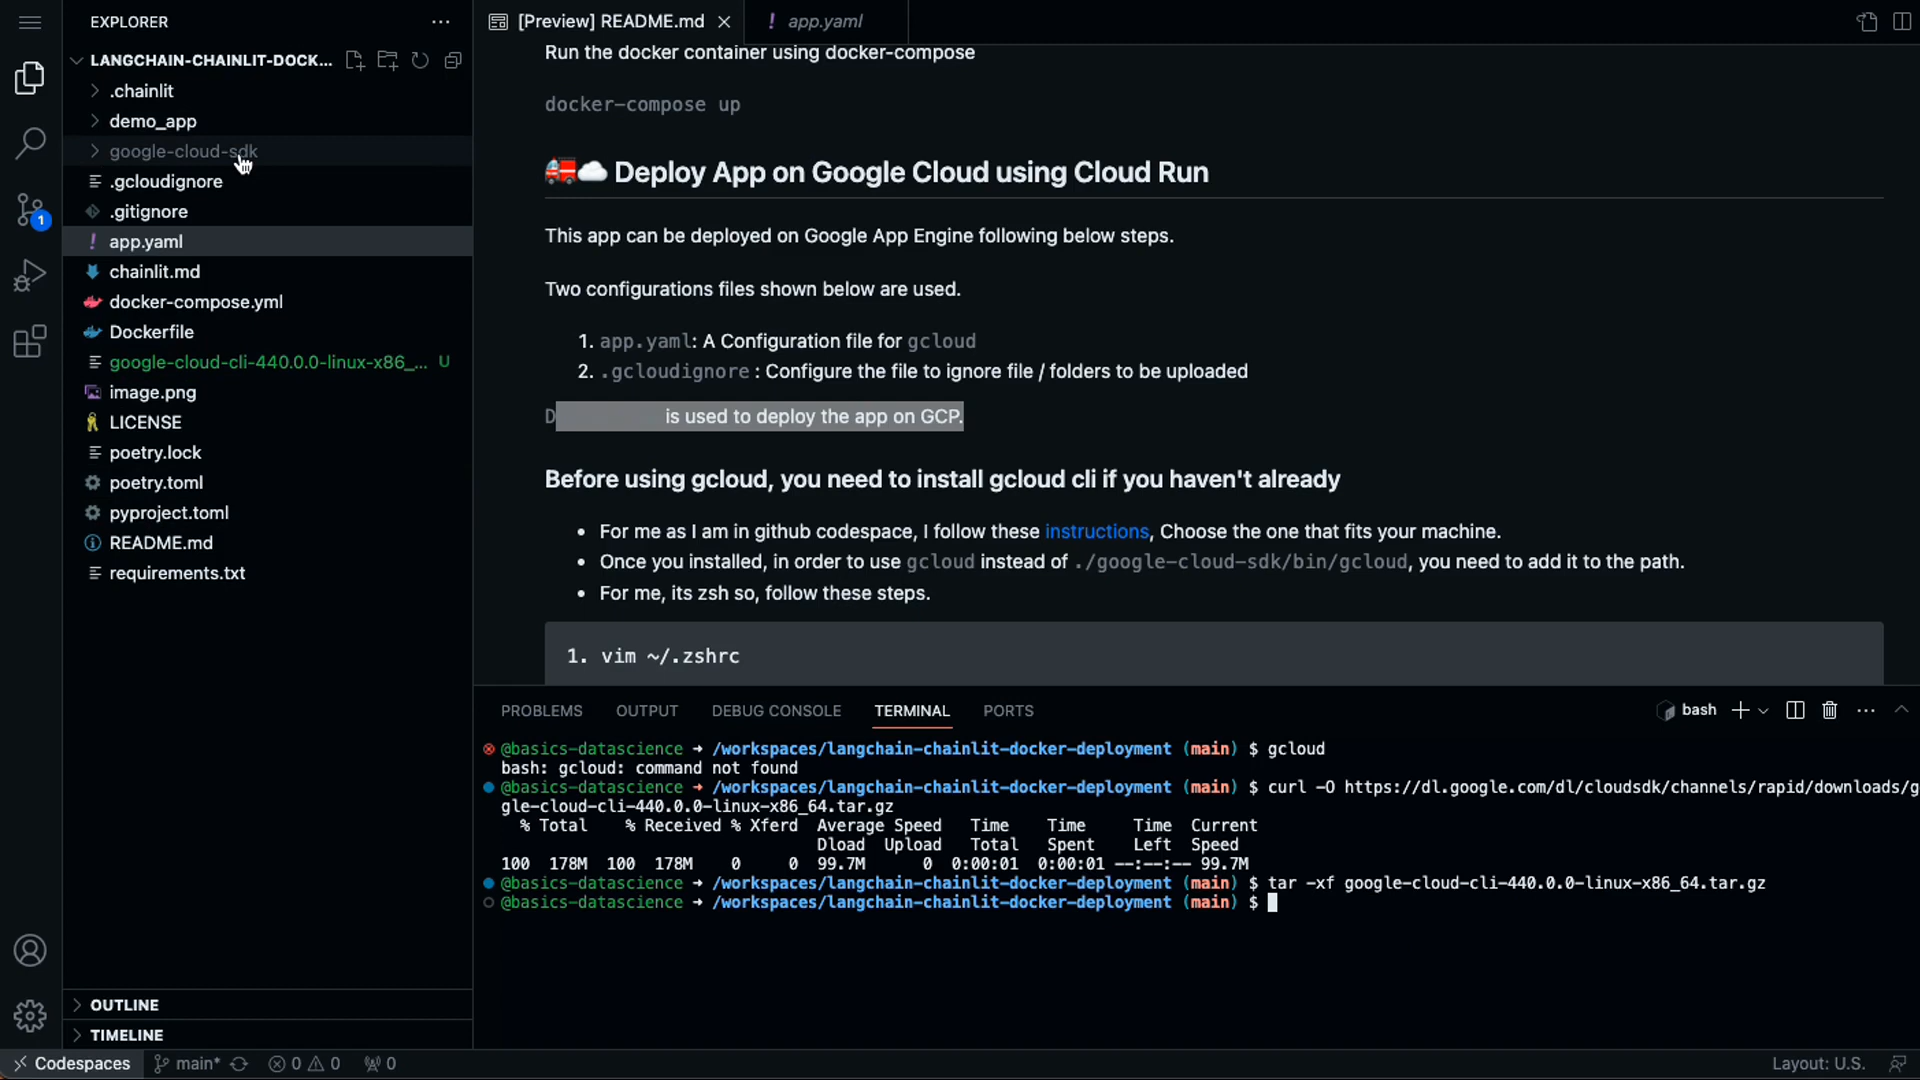 EXPLORER
LANGCHAIN-CHAINLIT-DOCK...
.chainlit
demo_app
google-cloud-sdk
.gcloudignore
.gitignore
! app.yaml
chainlit.md
docker-compose.yml
Dockerfile
google-cloud-cli-440.0.0-linux-x86_... U
image.png
LICENSE
poetry.lock
poetry.toml
pyproject.toml
README.md
requirements.txt
OUTLINE
TIMELINE
1
[Preview] README.md
! app.yaml
Run the docker container using docker-compose
docker-compose up
Deploy App on Google Cloud using Cloud Run
This app can be deployed on Google App Engine following below steps.
Two configurations files shown below are used.
1. app.yaml: A Configuration file for gcloud
2. .gcloudignore : Configure the file to ignore file / folders to be uploaded
D is used to deploy the app on GCP.
Before using gcloud, you need to install gcloud cli if you haven't already
• For me as I am in github codespace, I follow these instructions, Choose the one that fits your machine.
• Once you installed, in order to use gcloud instead of ./google-cloud-sdk/bin/gcloud, you need to add it to the path.
• For me, its zsh so, follow these steps.
1. vim ~/.zshrc
PROBLEMS OUTPUT DEBUG CONSOLE TERMINAL PORTS
bash
@basics-datascience → /workspaces/langchain-chainlit-docker-deployment (main) $ gcloud
bash: gcloud: command not found
@basics-datascience → /workspaces/langchain-chainlit-docker-deployment (main) $ curl -O https://dl.google.com/dl/cloudsdk/channels/rapid/downloads/g
gle-cloud-cli-440.0.0-linux-x86_64.tar.gz
% Total % Received % Xferd Average Speed Time Time Time Current
Dload Upload Total Spent Left Speed
100 178M 100 178M 0 0 99.7M 0 0:00:01 0:00:01 --:--:-- 99.7M
@basics-datascience → /workspaces/langchain-chainlit-docker-deployment (main) $ tar -xf google-cloud-cli-440.0.0-linux-x86_64.tar.gz
@basics-datascience → /workspaces/langchain-chainlit-docker-deployment (main) $
Codespaces main* 0 0 0
Layout: U.S.